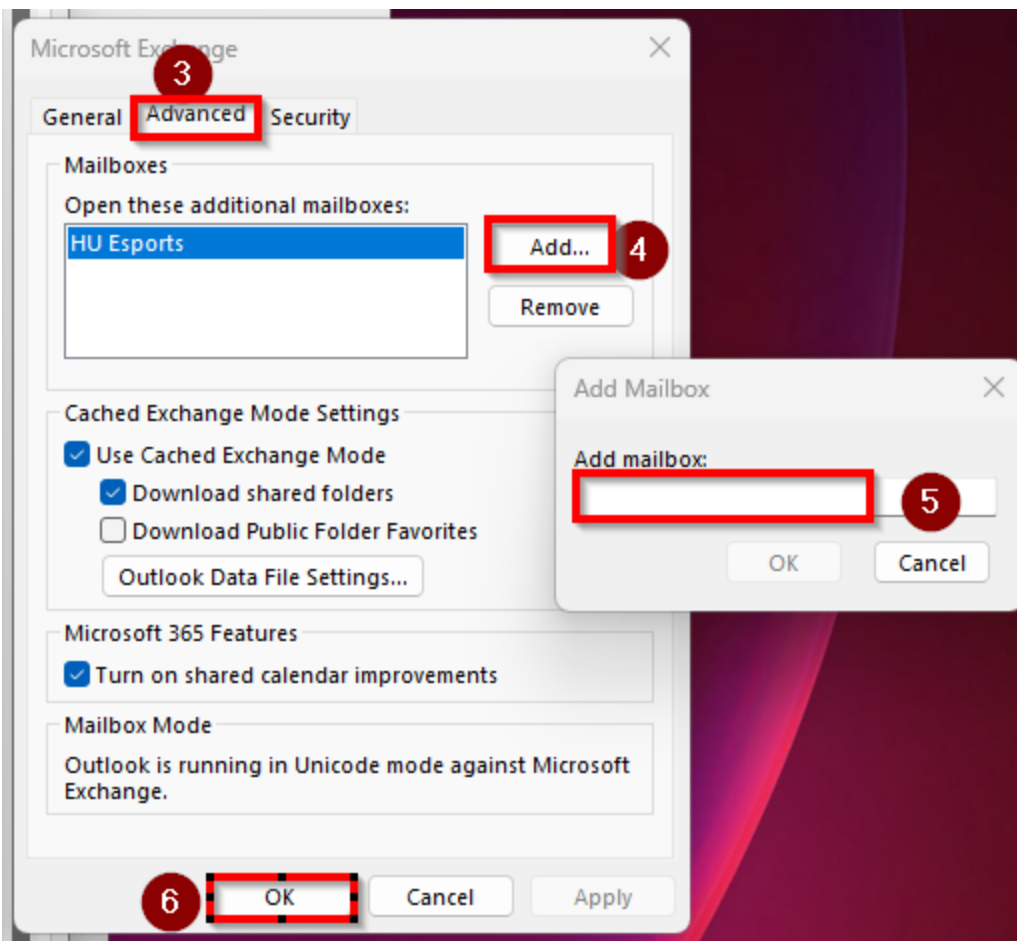 Microsoft Exchange
3
General Advanced Security
Mailboxes
Open these additional mailboxes:
HU Esports
Add...
4
Remove
Cached Exchange Mode Settings
Use Cached Exchange Mode
Download shared folders
Download Public Folder Favorites
Outlook Data File Settings...
Microsoft 365 Features
Turn on shared calendar improvements
Mailbox Mode
Outlook is running in Unicode mode against Microsoft
Exchange.
6
OK Cancel Apply
Add Mailbox
Add mailbox:
5
OK Cancel